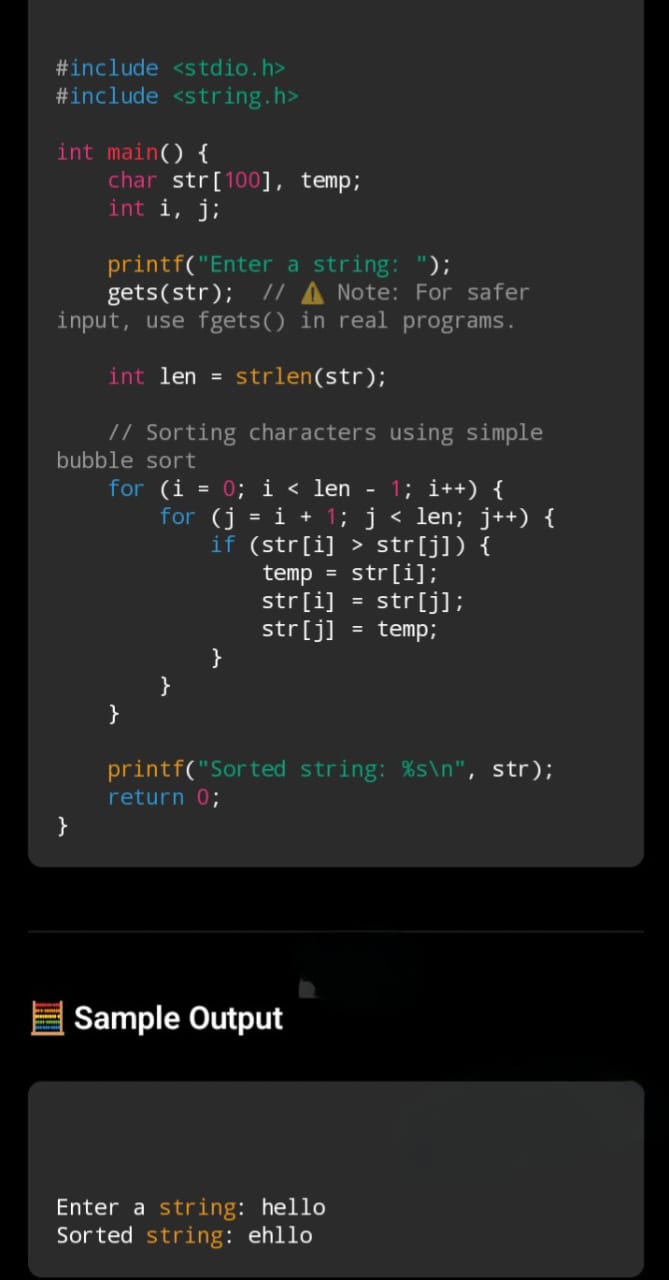 #include <stdio.h>
#include <string.h>

int main() {
    char str[100], temp;
    int i, j;

    printf("Enter a string: ");
    gets(str);  // ⚠️ Note: For safer
input, use fgets() in real programs.

    int len = strlen(str);

    // Sorting characters using simple
bubble sort
    for (i = 0; i < len - 1; i++) {
        for (j = i + 1; j < len; j++) {
            if (str[i] > str[j]) {
                temp = str[i];
                str[i] = str[j];
                str[j] = temp;
            }
        }
    }

    printf("Sorted string: %s\n", str);
    return 0;
}

🧮 Sample Output

Enter a string: hello
Sorted string: ehllo